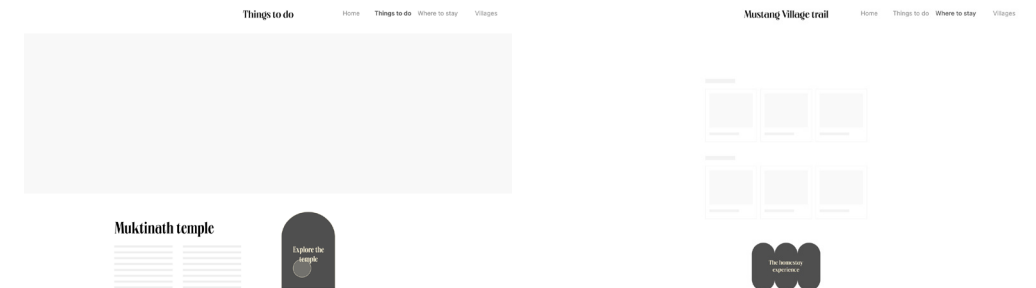 Things to do
Home
Things to do
Where to stay
Villages
Muktinath temple
Explore the
temple
Mustang Village trail
Home
Things to do
Where to stay
Villages
The homestay
experience